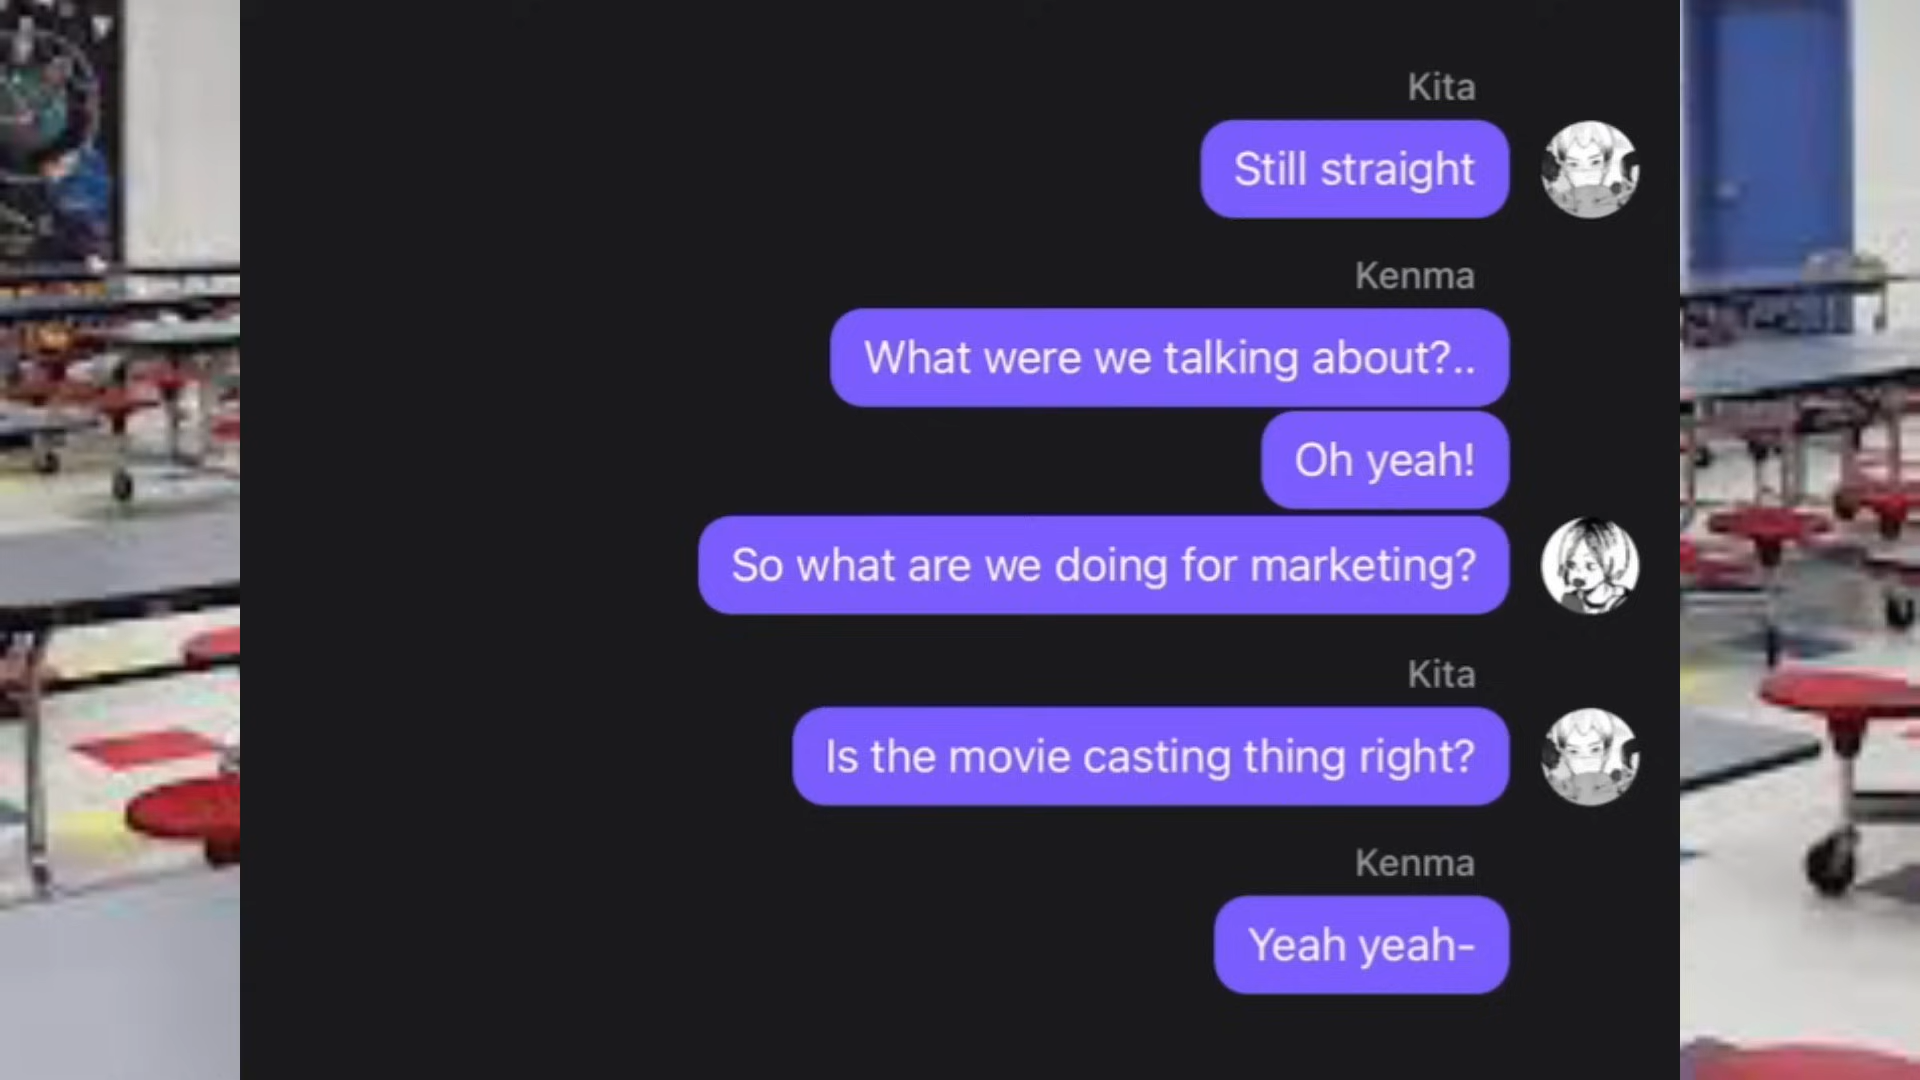 Kita
Still straight
Kenma
What were we talking about?..
Oh yeah!
So what are we doing for marketing?
Kita
Is the movie casting thing right?
Kenma
Yeah yeah-